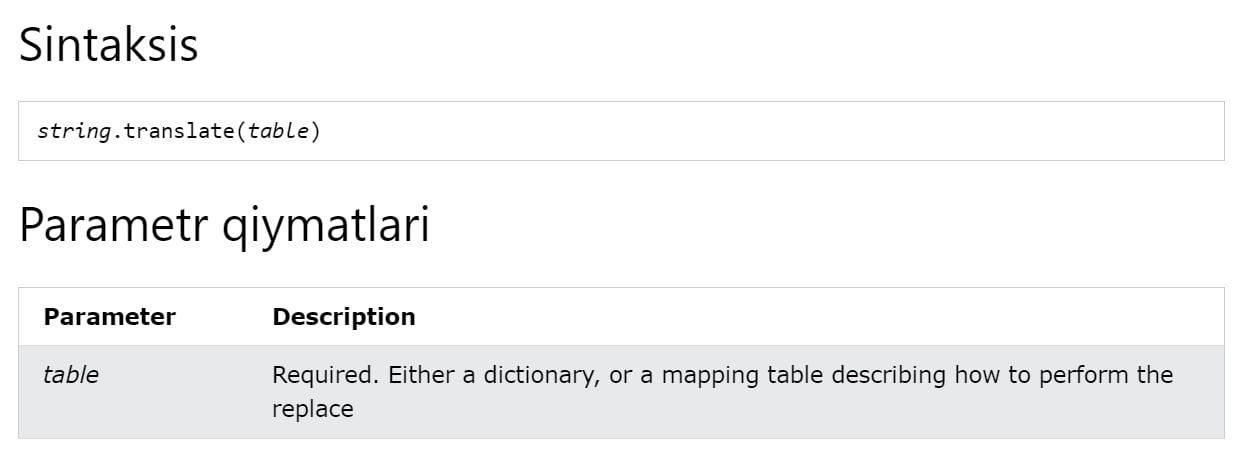 Sintaksis
string.translate(table)
Parametr qiymatlari
Parameter Description
table Required. Either a dictionary, or a mapping table describing how to perform the
replace